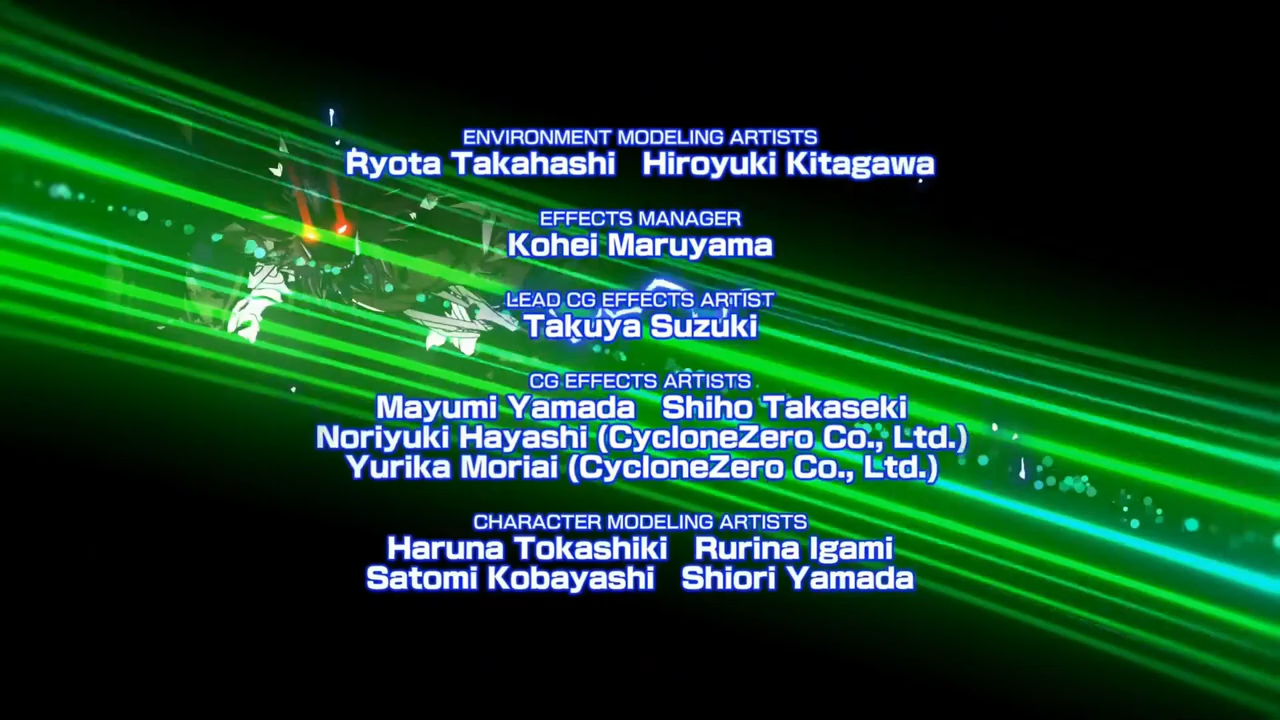 ENVIRONMENT MODELING ARTISTS
Ryota Takahashi Hiroyuki Kitagawa
EFFECTS MANAGER
Kohei Maruyama
LEAD CG EFFECTS ARTIST
Takuya Suzuki
CG EFFECTS ARTISTS
Mayumi Yamada Shiho Takaseki
Noriyuki Hayashi (CycloneZero Co., Ltd.)
Yurika Moriai (CycloneZero Co., Ltd.)
CHARACTER MODELING ARTISTS
Haruna Tokashiki Rurina Igami
Satomi Kobayashi Shiori Yamada